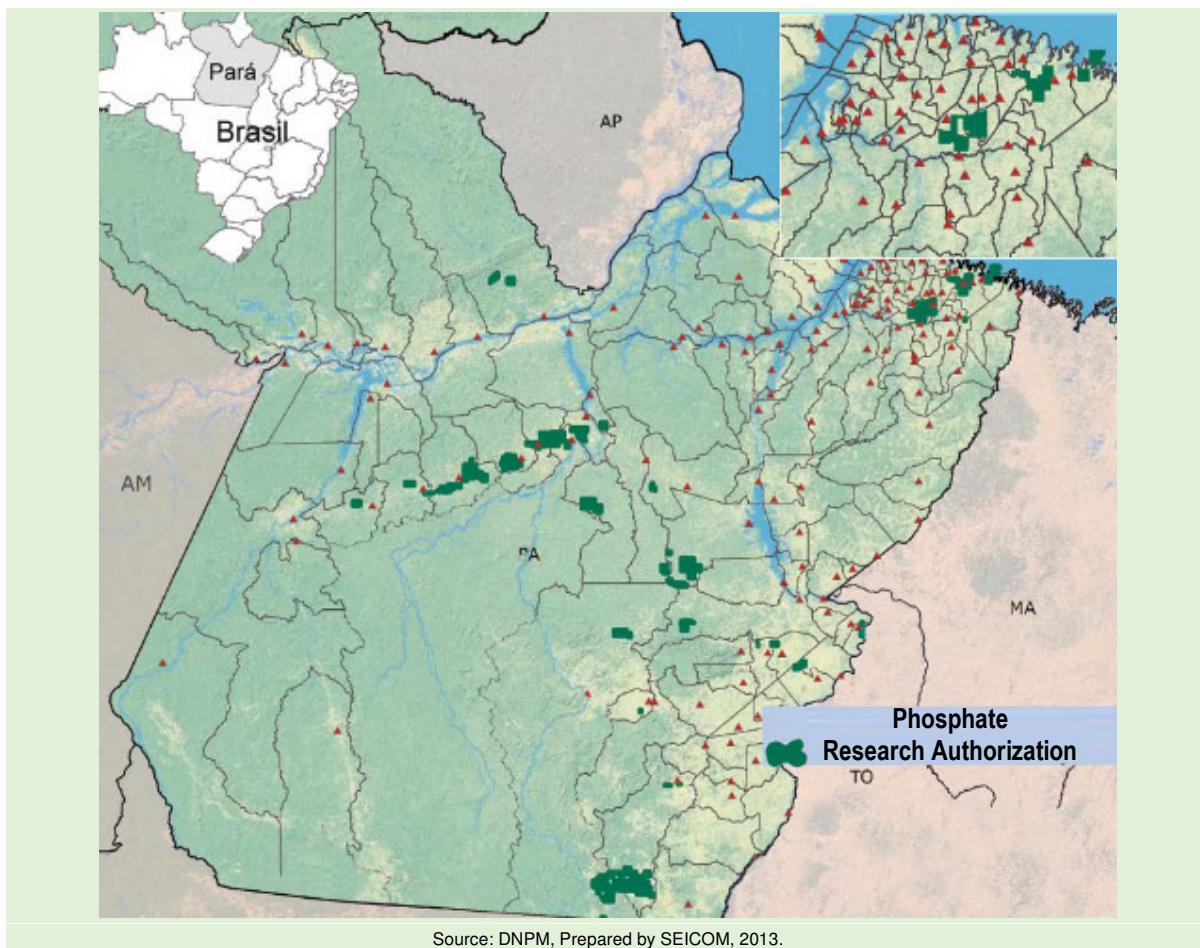 Pará
Brasil
AP
AM
PA
MA
Phosphate
Research Authorization
TO
Source: DNPM, Prepared by SEICOM, 2013.